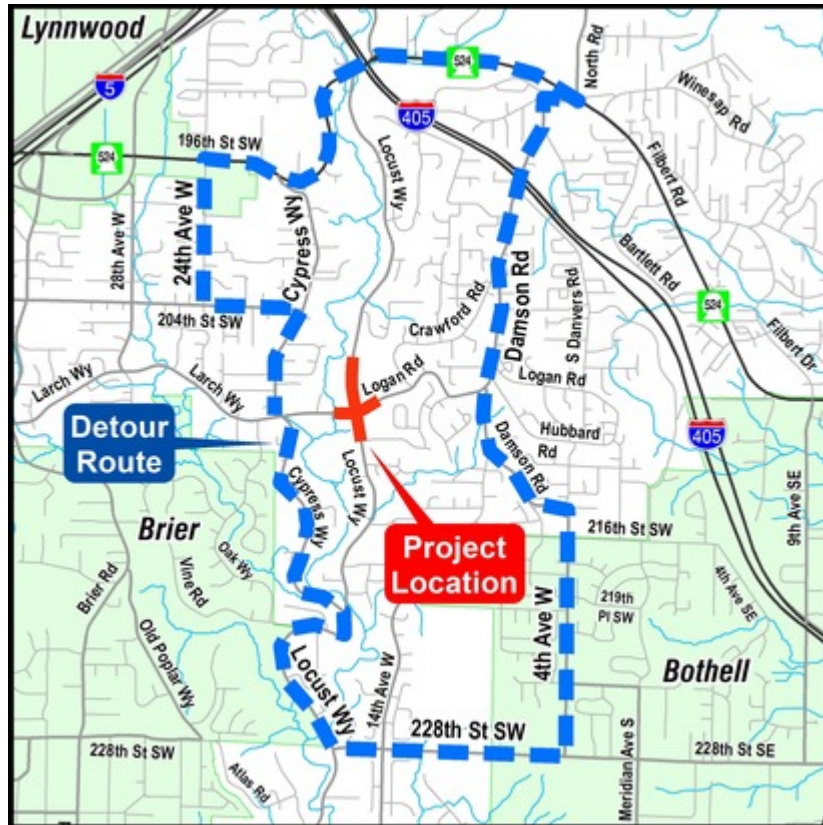 Lynnwood
5
524
North Rd
Winesap Rd
405
196th St SW
524
Locust Wy
Filbert Rd
28th Ave W
24th Ave W
Cypress Wy
Bartlett Rd
Damson Rd
S Danvers Rd
524
Crawford Rd
204th St SW
Filbert Dr
Larch Wy
Larch Wy
Logan Rd
Logan Rd
Detour
Route
Hubbard
Rd
405
Damson Rd
Locust Wy
Cypress Wy
9th Ave SE
Brier
216th St SW
Project
Location
Oak Wy
Brier Rd
Vine Rd
4th Ave SE
219th
Pl SW
Old Poplar Wy
4th Ave W
Bothell
Locust Wy
14th Ave W
228th St SW
228th St SW
228th St SE
Meridian Ave S
Atlas Rd